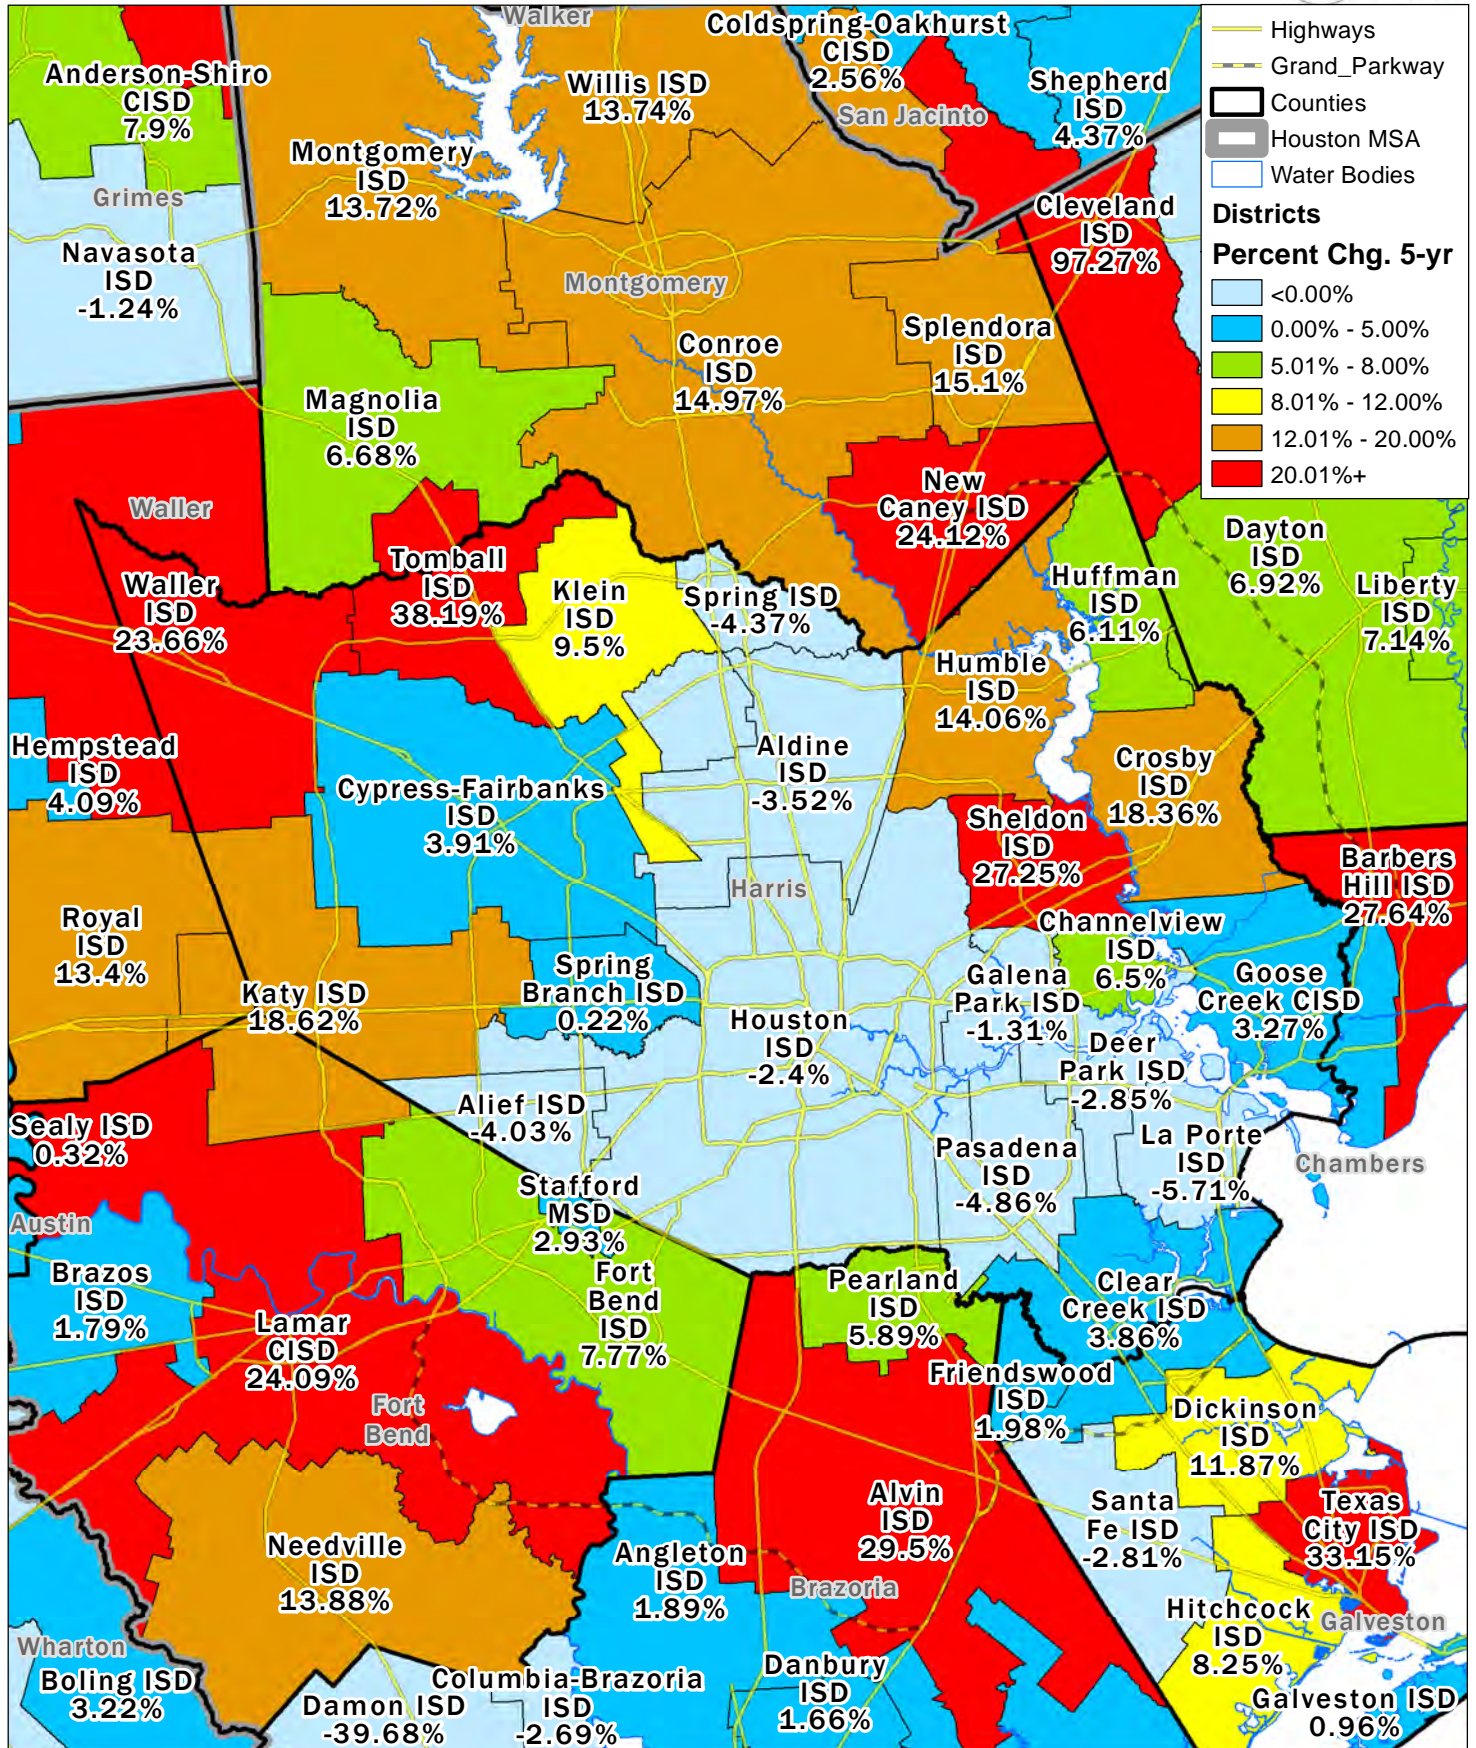 Walker
Coldspring-Oakhurst
CISD
2.56%
Anderson-Shiro
CISD
7.9%
Willis ISD
13.74%
Shepherd
ISD
4.37%
San Jacinto
Montgomery
ISD
13.72%
Grimes
Cleveland
ISD
97.27%
Navasota
ISD
-1.24%
Montgomery
Splendora
ISD
15.1%
Conroe
ISD
14.97%
Magnolia
ISD
6.68%
New
Caney ISD
24.12%
Waller
Dayton
ISD
6.92%
Tomball
ISD
38.19%
Waller
ISD
23.66%
Klein
ISD
9.5%
Spring ISD
-4.37%
Huffman
ISD
6.11%
Liberty
ISD
7.14%
Humble
ISD
14.06%
Hempstead
ISD
4.09%
Cypress-Fairbanks
ISD
3.91%
Aldine
ISD
-3.52%
Crosby
ISD
18.36%
Sheldon
ISD
27.25%
Barbers
Hill ISD
27.64%
Harris
Royal
ISD
13.4%
Channelview
ISD
6.5%
Katy ISD
18.62%
Spring
Branch ISD
0.22%
Galena
Park ISD
-1.31%
Goose
Creek CISD
3.27%
Houston
ISD
-2.4%
Deer
Park ISD
-2.85%
Sealy ISD
0.32%
Alief ISD
-4.03%
Pasadena
ISD
-4.86%
La Porte
ISD
-5.71%
Chambers
Austin
Stafford
MSD
2.93%
Brazos
ISD
1.79%
Fort
Bend
ISD
7.77%
Pearland
ISD
5.89%
Clear
Creek ISD
3.86%
Lamar
CISD
24.09%
Friendswood
ISD
1.98%
Fort
Bend
Dickinson
ISD
11.87%
Alvin
ISD
29.5%
Santa
Fe ISD
-2.81%
Texas
City ISD
33.15%
Needville
ISD
13.88%
Angleton
ISD
1.89%
Brazoria
Hitchcock
ISD
8.25%
Galveston
Wharton
Boling ISD
3.22%
Damon ISD
-39.68%
Columbia-Brazoria
ISD
-2.69%
Danbury
ISD
1.66%
Galveston ISD
0.96%
Highways
Grand_Parkway
Counties
Houston MSA
Water Bodies
Districts
Percent Chg. 5-yr
<0.00%
0.00% - 5.00%
5.01% - 8.00%
8.01% - 12.00%
12.01% - 20.00%
20.01%+